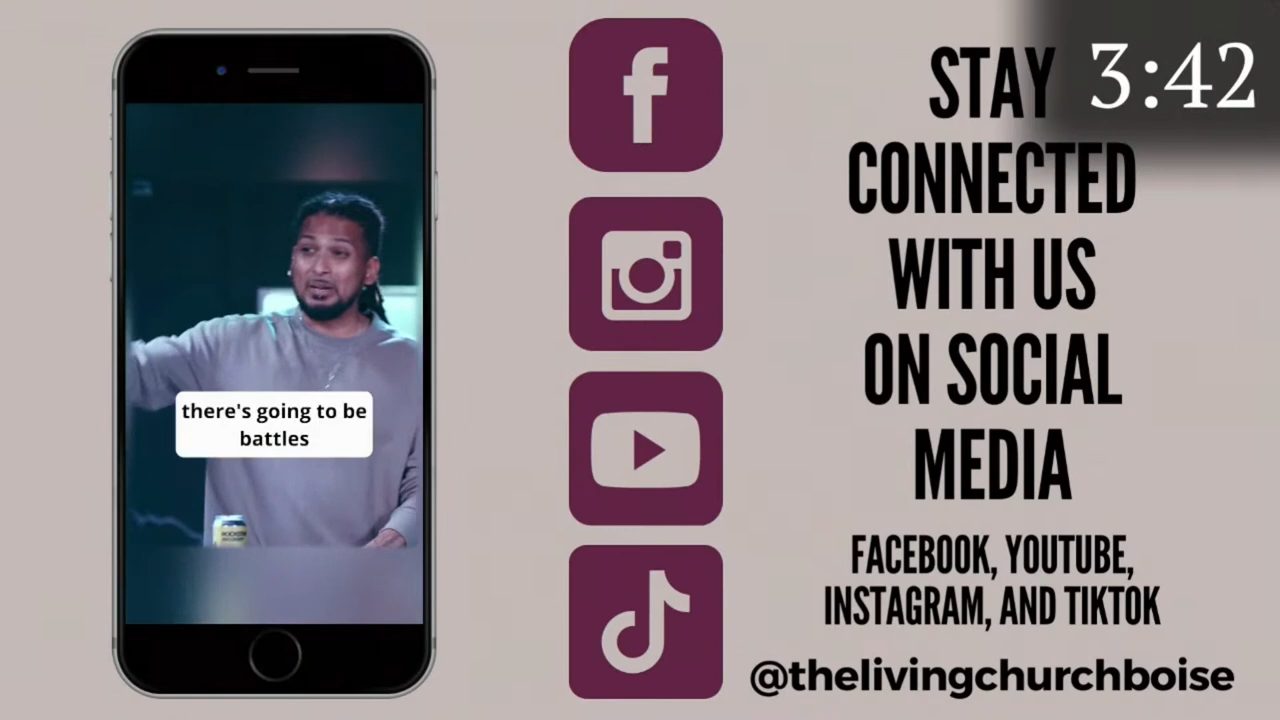 there's going to be
battles
STAY
CONNECTED
WITH US
ON SOCIAL
MEDIA
FACEBOOK, YOUTUBE,
INSTAGRAM, AND TIKTOK
@thelivingchurchboise
3:42